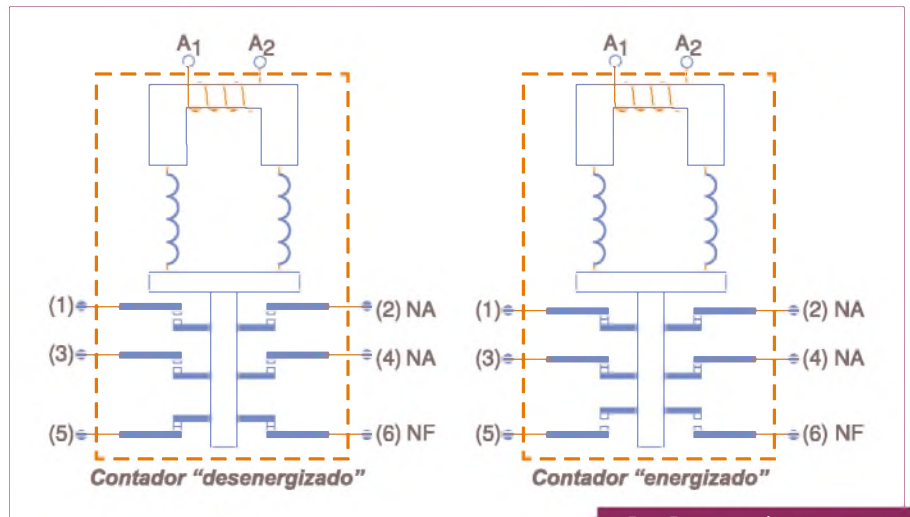 A1 A2 A1 A2
(1) (2) NA (1) (2) NA
(3) (4) NA (3) (4) NA
(5) (6) NF (5) (6) NF
Contador “desenergizado” Contador “energizado”